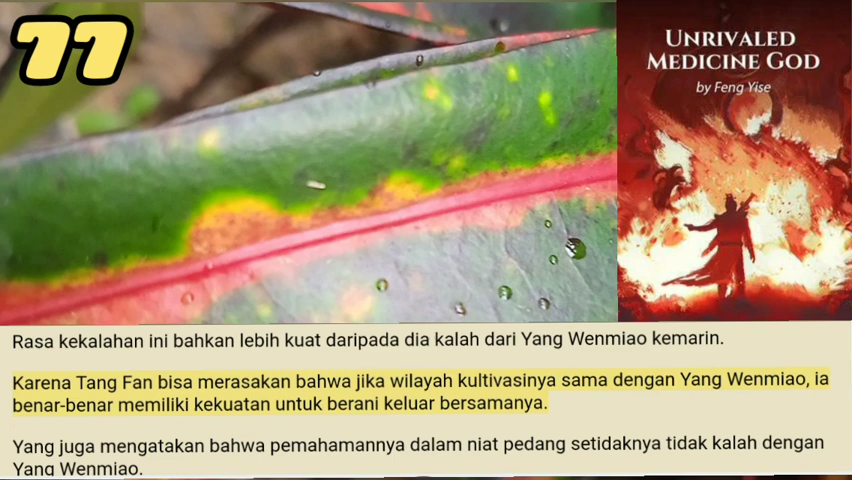 77
UNRIVALED
MEDICINE GOD
by Feng Yise
Rasa kekalahan ini bahkan lebih kuat daripada dia kalah dari Yang Wenmiao kemarin.
Karena Tang Fan bisa merasakan bahwa jika wilayah kultivasinya sama dengan Yang Wenmiao, ia
benar-benar memiliki kekuatan untuk berani keluar bersamanya.
Yang juga mengatakan bahwa pemahamannya dalam niat pedang setidaknya tidak kalah dengan
Yang Wenmiao.